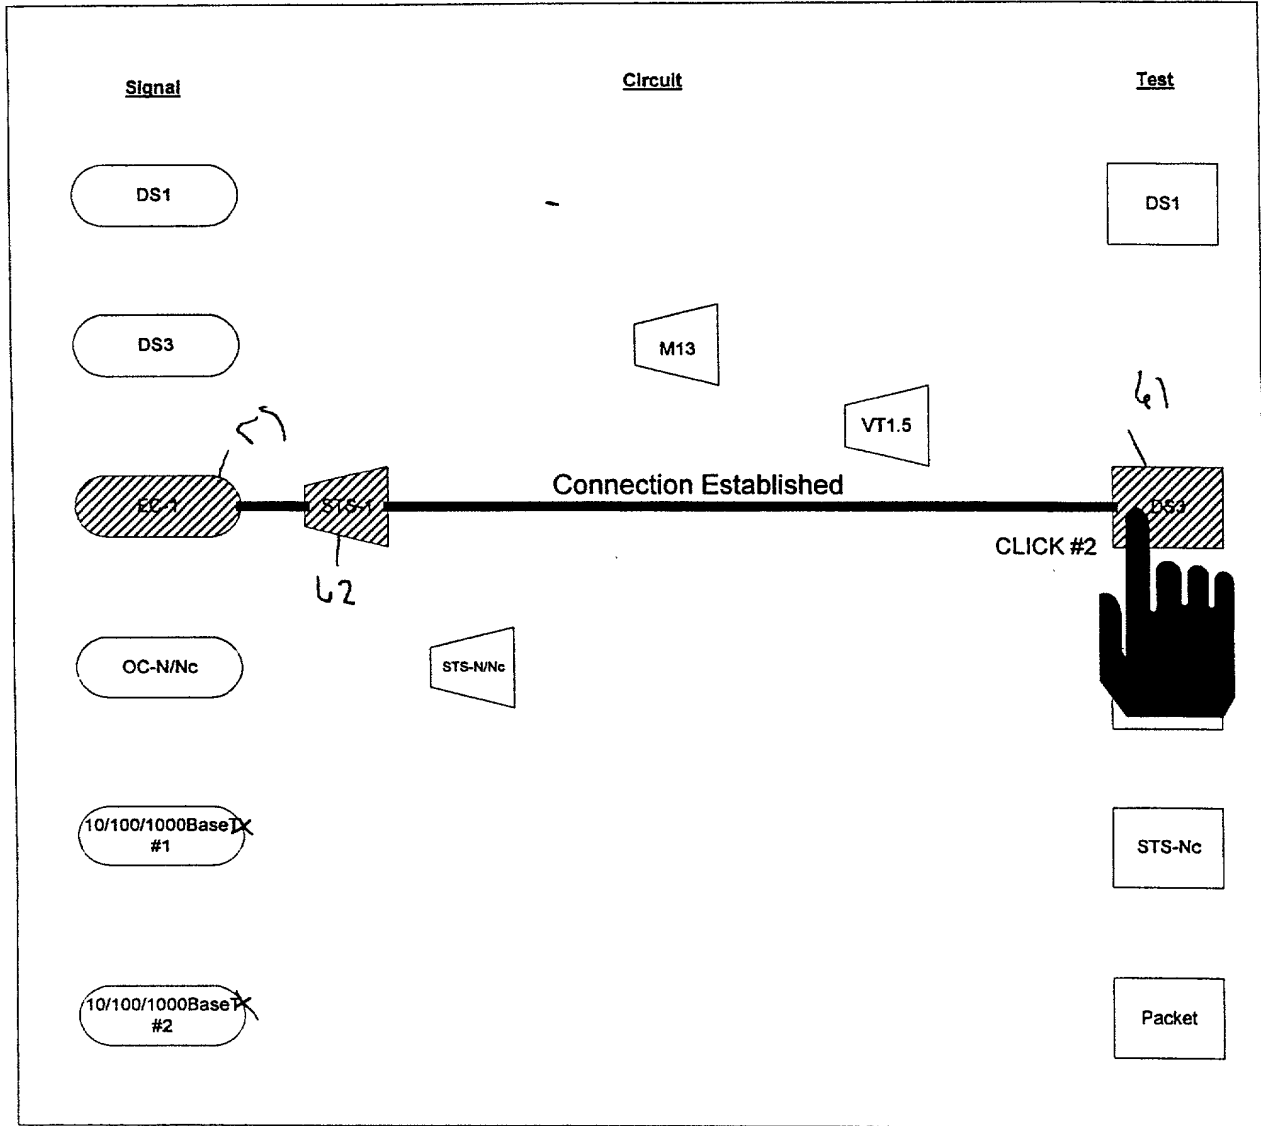 Signal
Circuit
Test
DS1
DS1
DS3
M13
VT1.5
61
Connection Established
EC-1
STS-1
DS3
CLICK #2
62
OC-N/Nc
STS-N/Nc
10/100/1000BaseTx
#1
STS-Nc
10/100/1000BaseTx
#2
Packet